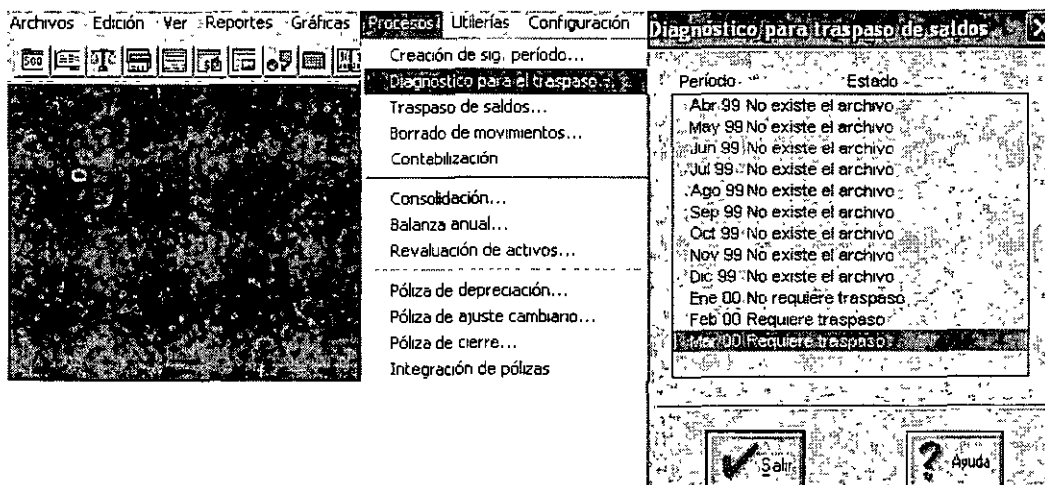 Archivos Edición Ver Reportes Gráficas Procesos Utilerías Configuración
Creación de sig. período...
Diagnóstico para el traspaso...
Traspaso de saldos...
Borrado de movimientos...
Contabilización
Consolidación...
Balanza anual...
Revaluación de activos...
Póliza de depreciación...
Póliza de ajuste cambiario...
Póliza de cierre...
Integración de pólizas
Diagnóstico para traspaso de saldos
Período Estado
Abr 99 No existe el archivo
May 99 No existe el archivo
Jun 99 No existe el archivo
Jul 99 No existe el archivo
Ago 99 No existe el archivo
Sep 99 No existe el archivo
Oct 99 No existe el archivo
Nov 99 No existe el archivo
Dic 99 No existe el archivo
Ene 00 No requiere traspaso
Feb 00 Requiere traspaso
Mar 00 Requiere traspaso
Salir
Ayuda